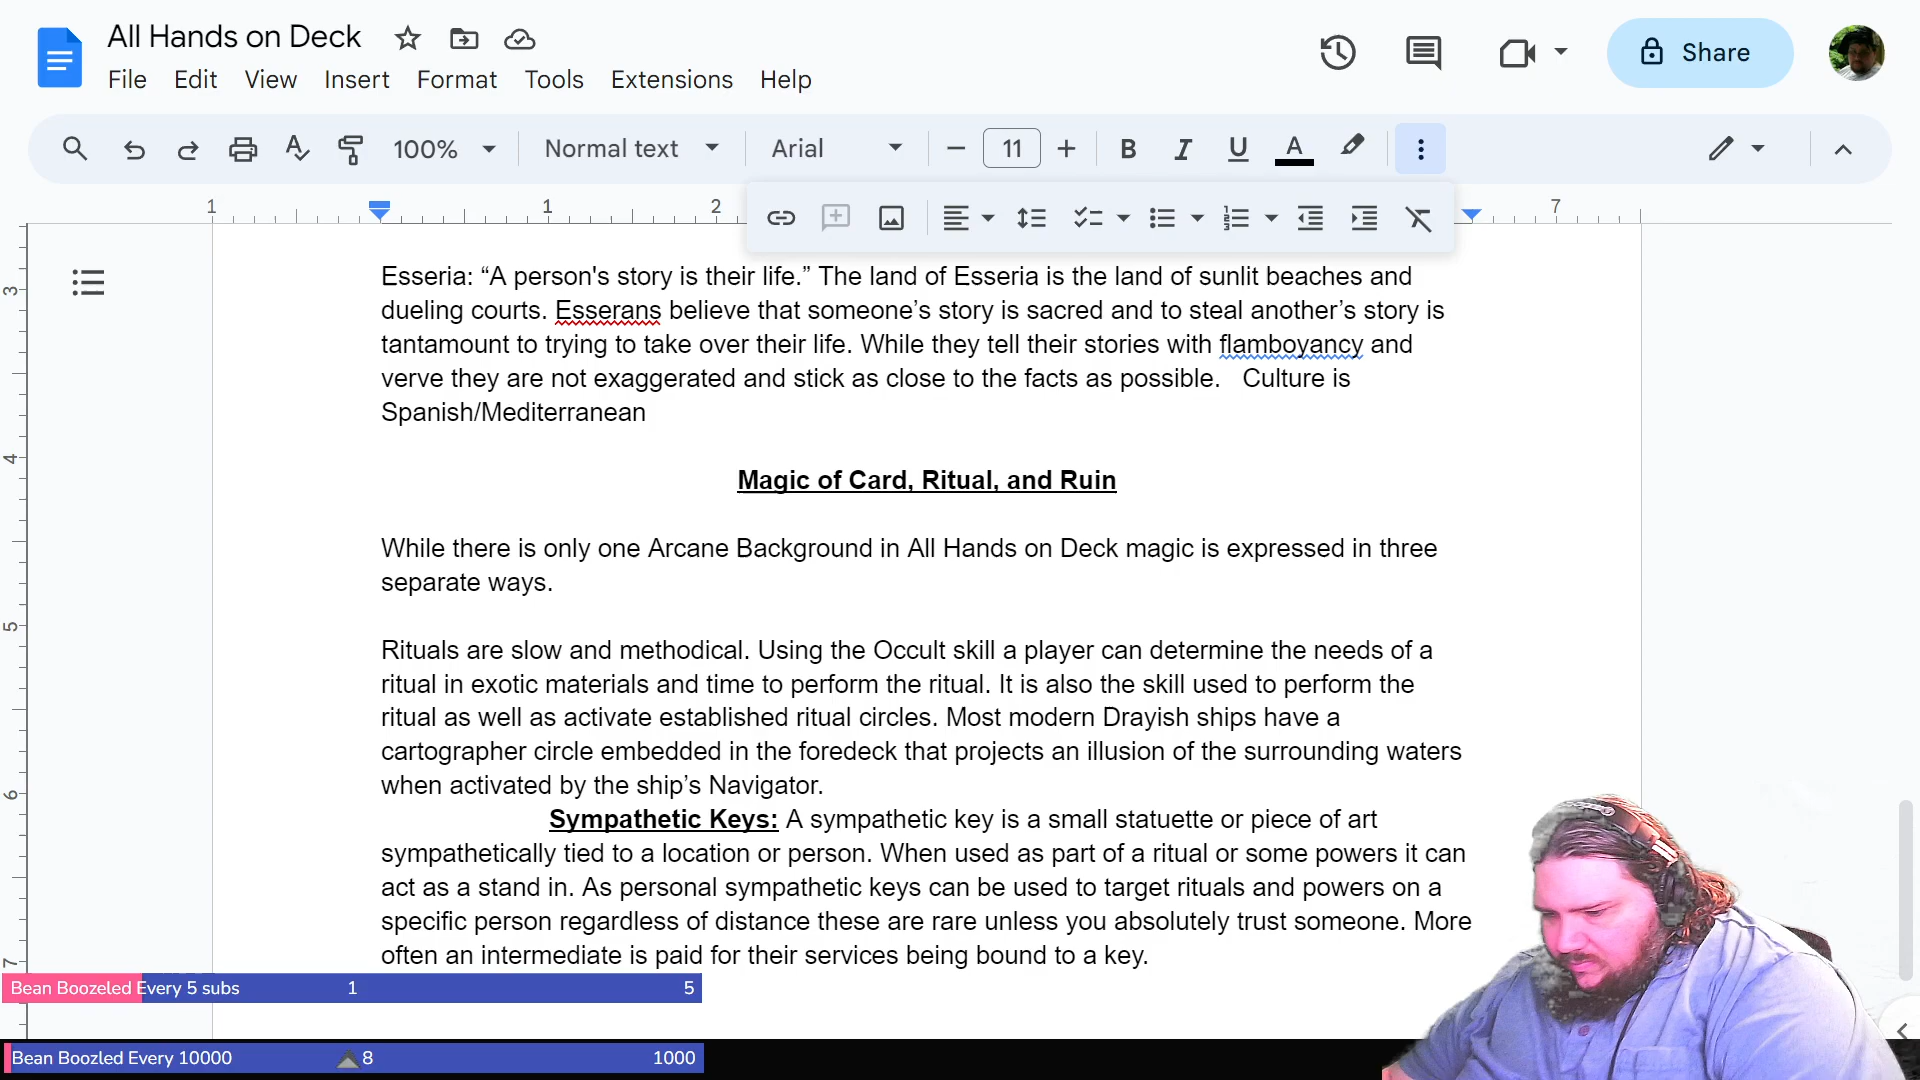 All Hands on Deck
File Edit View Insert Format Tools Extensions Help
Share
100% Normal text Arial 11 B I U A
1 1 2 7
Esseria: “A person's story is their life.” The land of Esseria is the land of sunlit beaches and
dueling courts. Esserans believe that someone’s story is sacred and to steal another’s story is
tantamount to trying to take over their life. While they tell their stories with flamboyancy and
verve they are not exaggerated and stick as close to the facts as possible. Culture is
Spanish/Mediterranean
Magic of Card, Ritual, and Ruin
While there is only one Arcane Background in All Hands on Deck magic is expressed in three
separate ways.
Rituals are slow and methodical. Using the Occult skill a player can determine the needs of a
ritual in exotic materials and time to perform the ritual. It is also the skill used to perform the
ritual as well as activate established ritual circles. Most modern Drayish ships have a
cartographer circle embedded in the foredeck that projects an illusion of the surrounding waters
when activated by the ship’s Navigator.
Sympathetic Keys: A sympathetic key is a small statuette or piece of art
sympathetically tied to a location or person. When used as part of a ritual or some powers it can
act as a stand in. As personal sympathetic keys can be used to target rituals and powers on a
specific person regardless of distance these are rare unless you absolutely trust someone. More
often an intermediate is paid for their services being bound to a key.
3
4
5
6
7
Bean Boozeled Every 5 subs 1 5
Bean Boozled Every 10000 8 1000